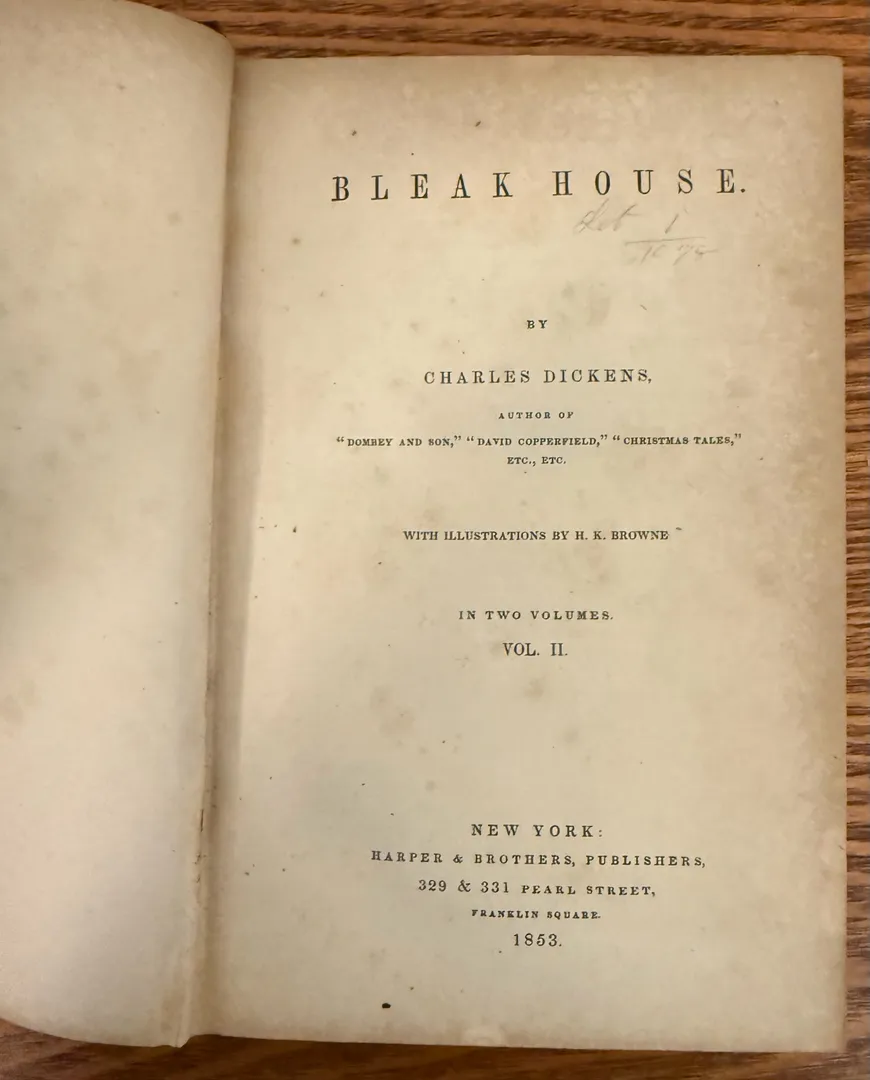 BLEAK HOUSE.
BY
CHARLES DICKENS,
AUTHOR OF
“DOMBEY AND SON,” “DAVID COPPERFIELD,” “CHRISTMAS TALES,”
ETC., ETC.
WITH ILLUSTRATIONS BY H. K. BROWNE
IN TWO VOLUMES.
VOL. II.
NEW YORK:
HARPER & BROTHERS, PUBLISHERS,
329 & 331 PEARL STREET,
FRANKLIN SQUARE.
1853.